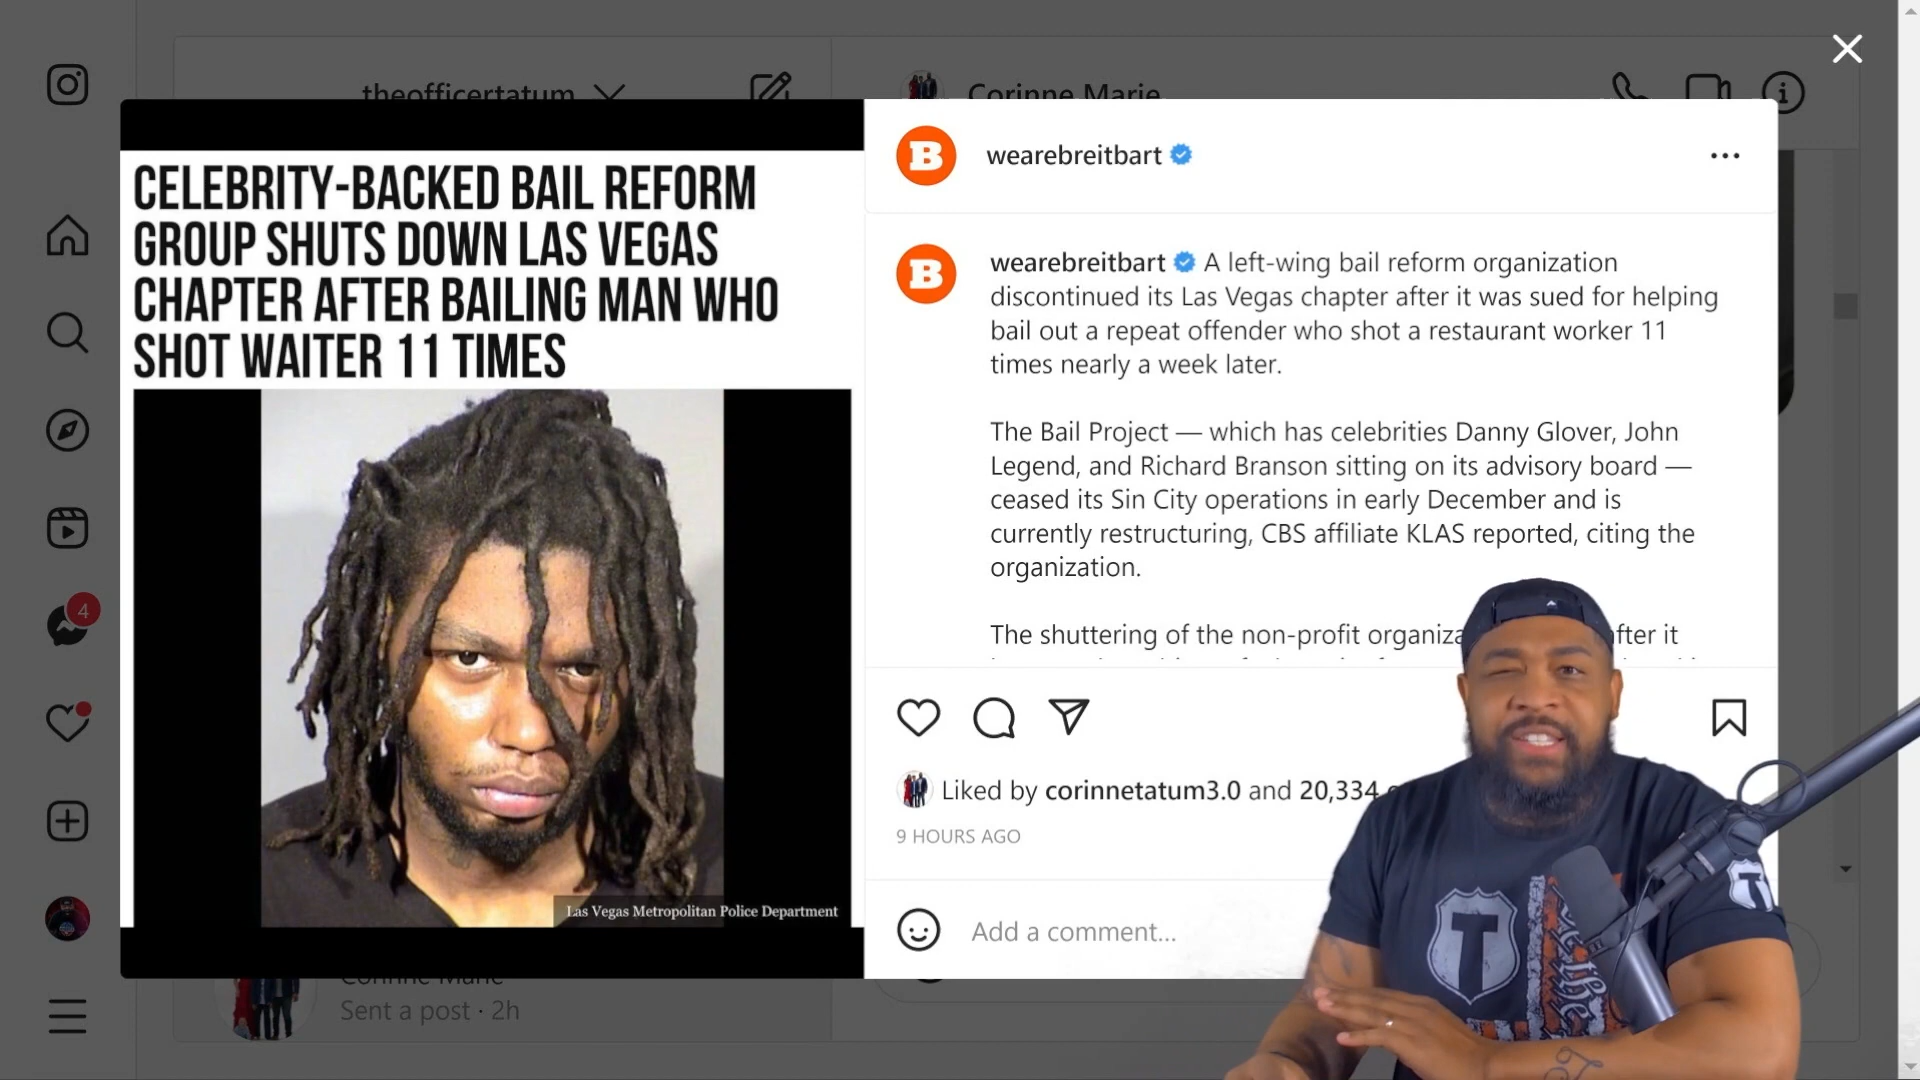 theofficertatum
Corinne Marie
CELEBRITY-BACKED BAIL REFORM
GROUP SHUTS DOWN LAS VEGAS
CHAPTER AFTER BAILING MAN WHO
SHOT WAITER 11 TIMES
Las Vegas Metropolitan Police Department
B
wearebreitbart
B
wearebreitbart A left-wing bail reform organization
discontinued its Las Vegas chapter after it was sued for helping
bail out a repeat offender who shot a restaurant worker 11
times nearly a week later.
The Bail Project — which has celebrities Danny Glover, John
Legend, and Richard Branson sitting on its advisory board —
ceased its Sin City operations in early December and is
currently restructuring, CBS affiliate KLAS reported, citing the
organization.
The shuttering of the non-profit after it
Liked by corinnetatum3.0 and 20,334
9 HOURS AGO
Add a comment...
4
Corinne Marie
Sent a post · 2h
T
T